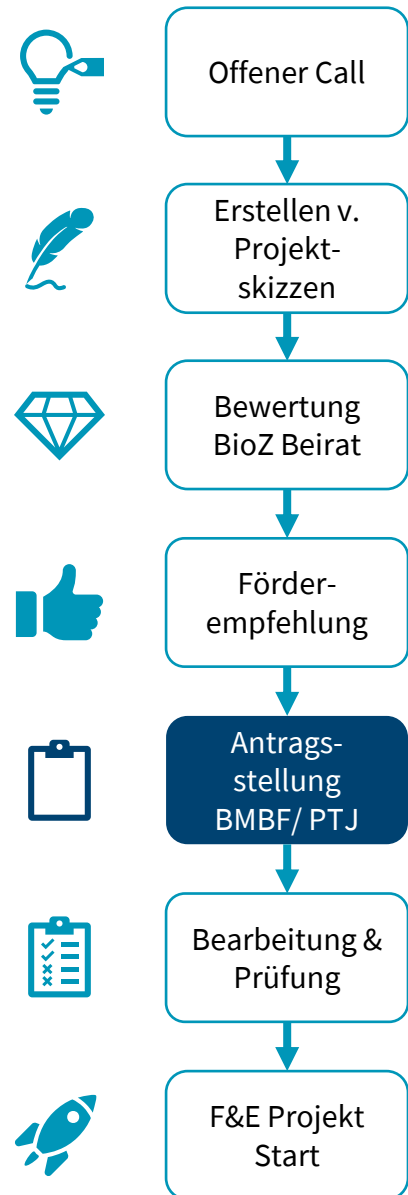 Offener Call
Erstellen v.
Projekt-
skizzen
Bewertung
BioZ Beirat
Förder-
empfehlung
Antrags-
stellung
BMBF/ PTJ
Bearbeitung &
Prüfung
F&E Projekt
Start